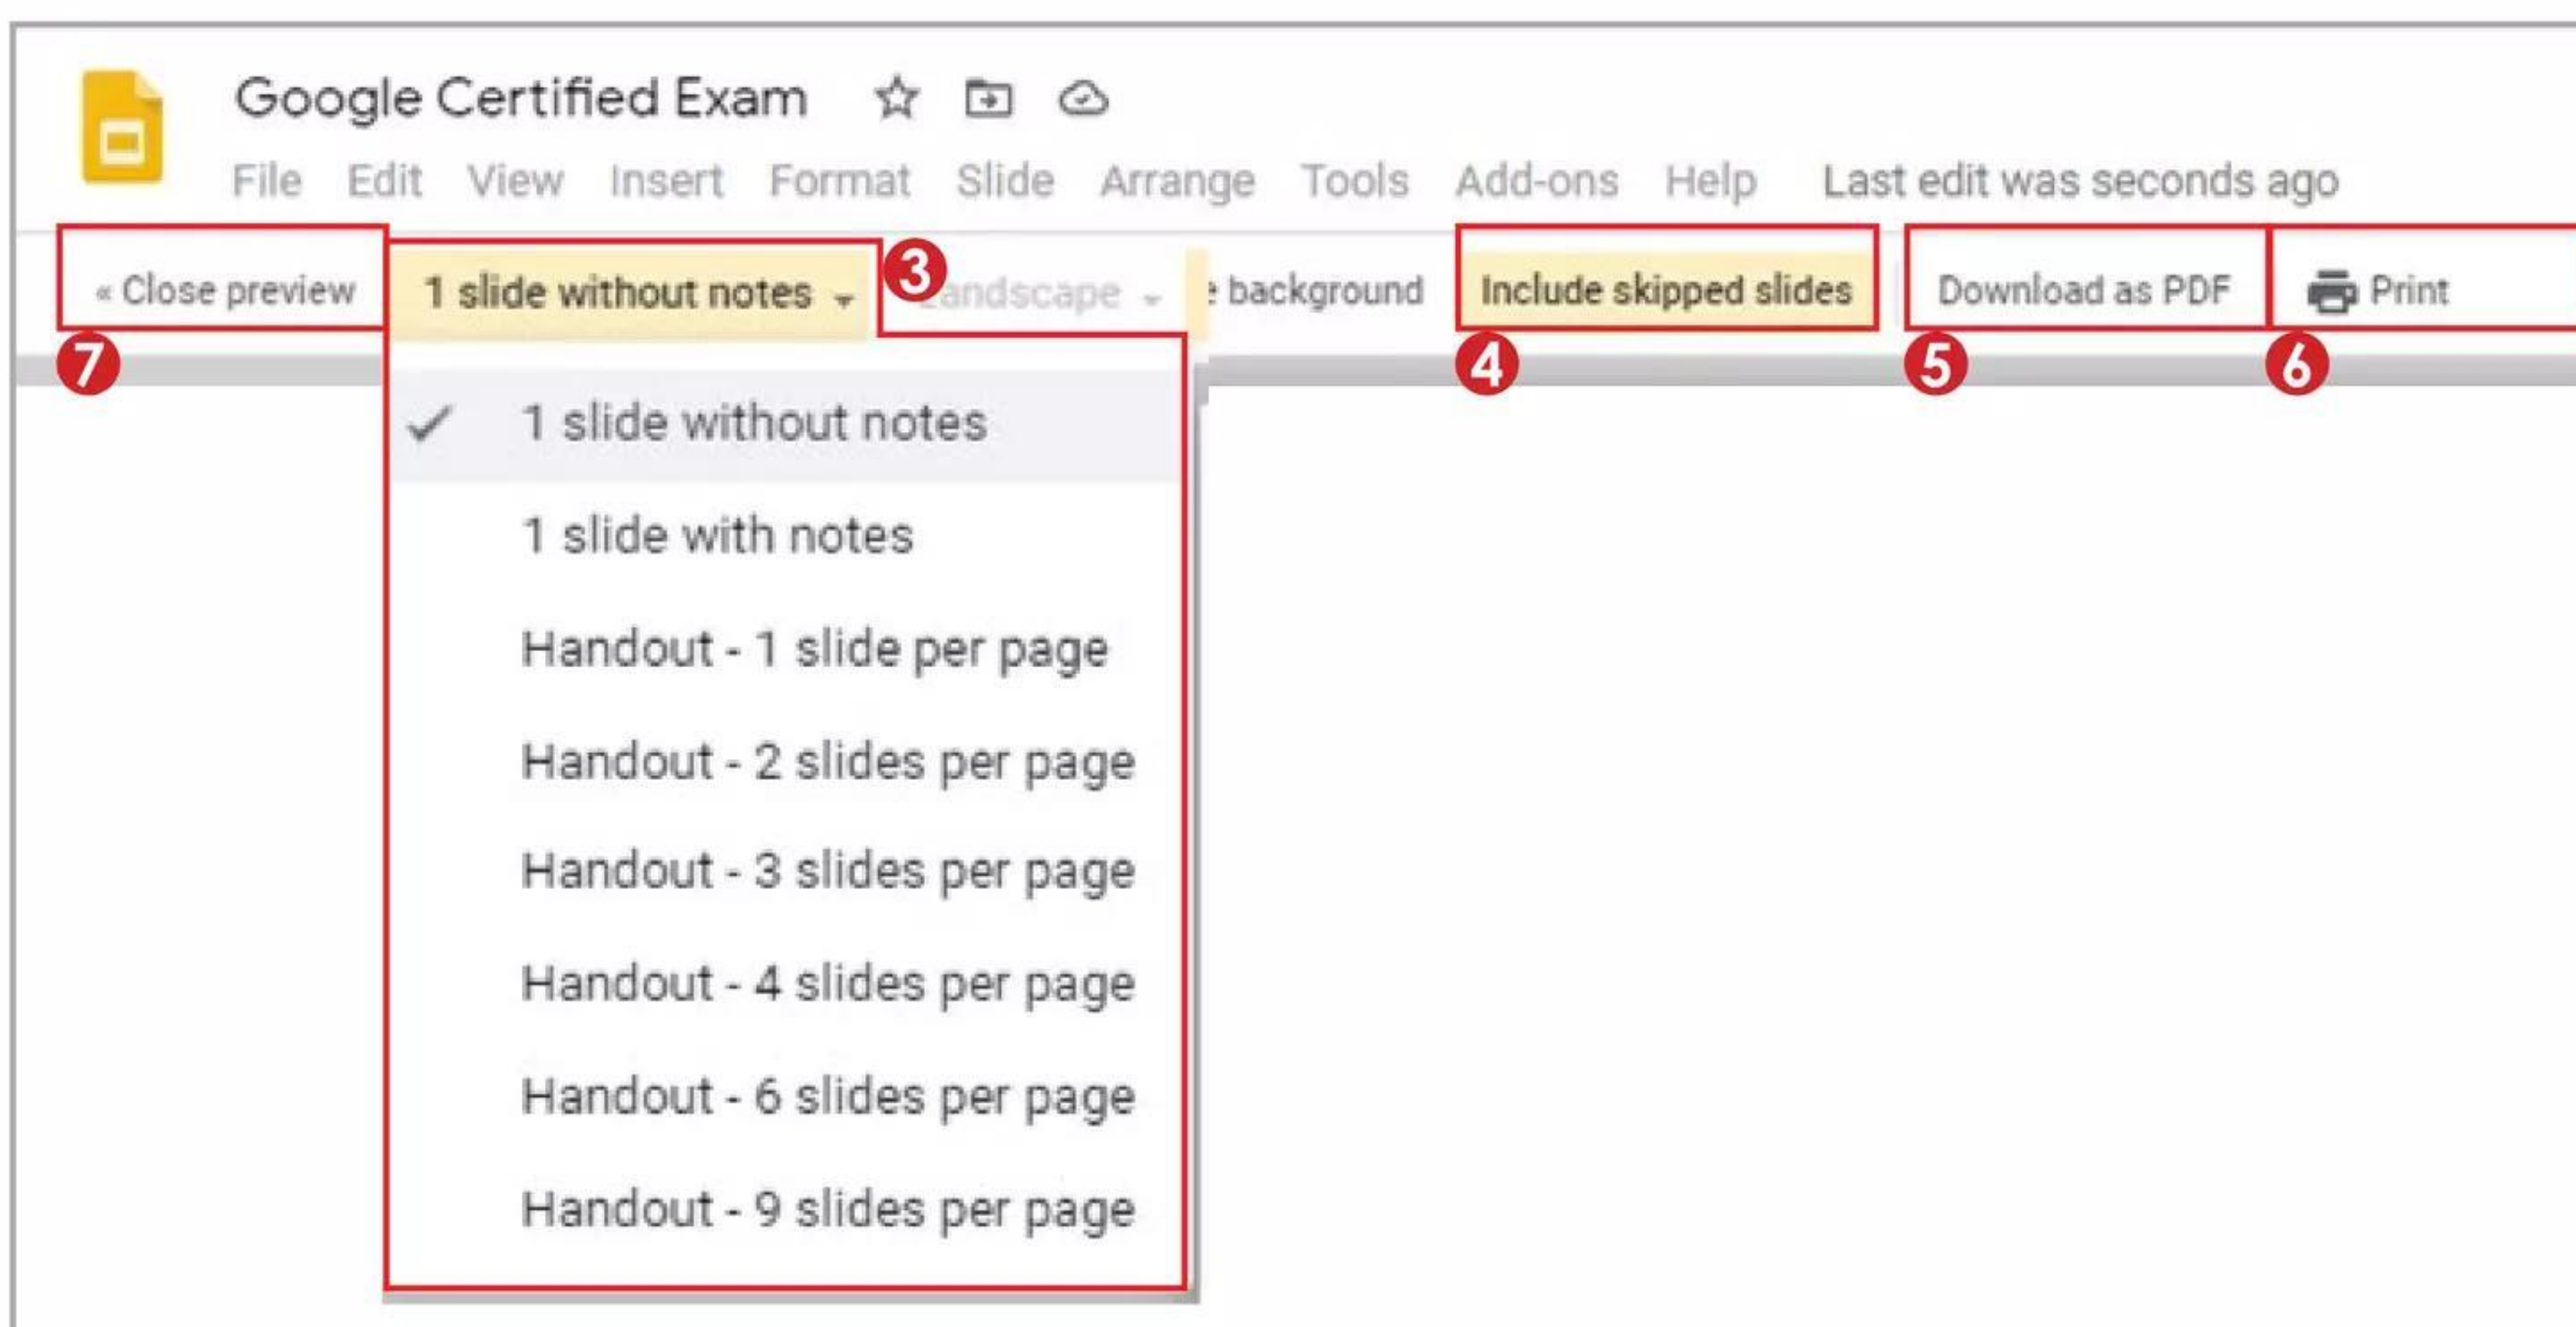 Google Certified Exam
File Edit View Insert Format Slide Arrange Tools Add-ons Help Last edit was seconds ago
« Close preview 1 slide without notes 3 andscape e background Include skipped slides Download as PDF Print
7 4 5 6
1 slide without notes
1 slide with notes
Handout - 1 slide per page
Handout - 2 slides per page
Handout - 3 slides per page
Handout - 4 slides per page
Handout - 6 slides per page
Handout - 9 slides per page